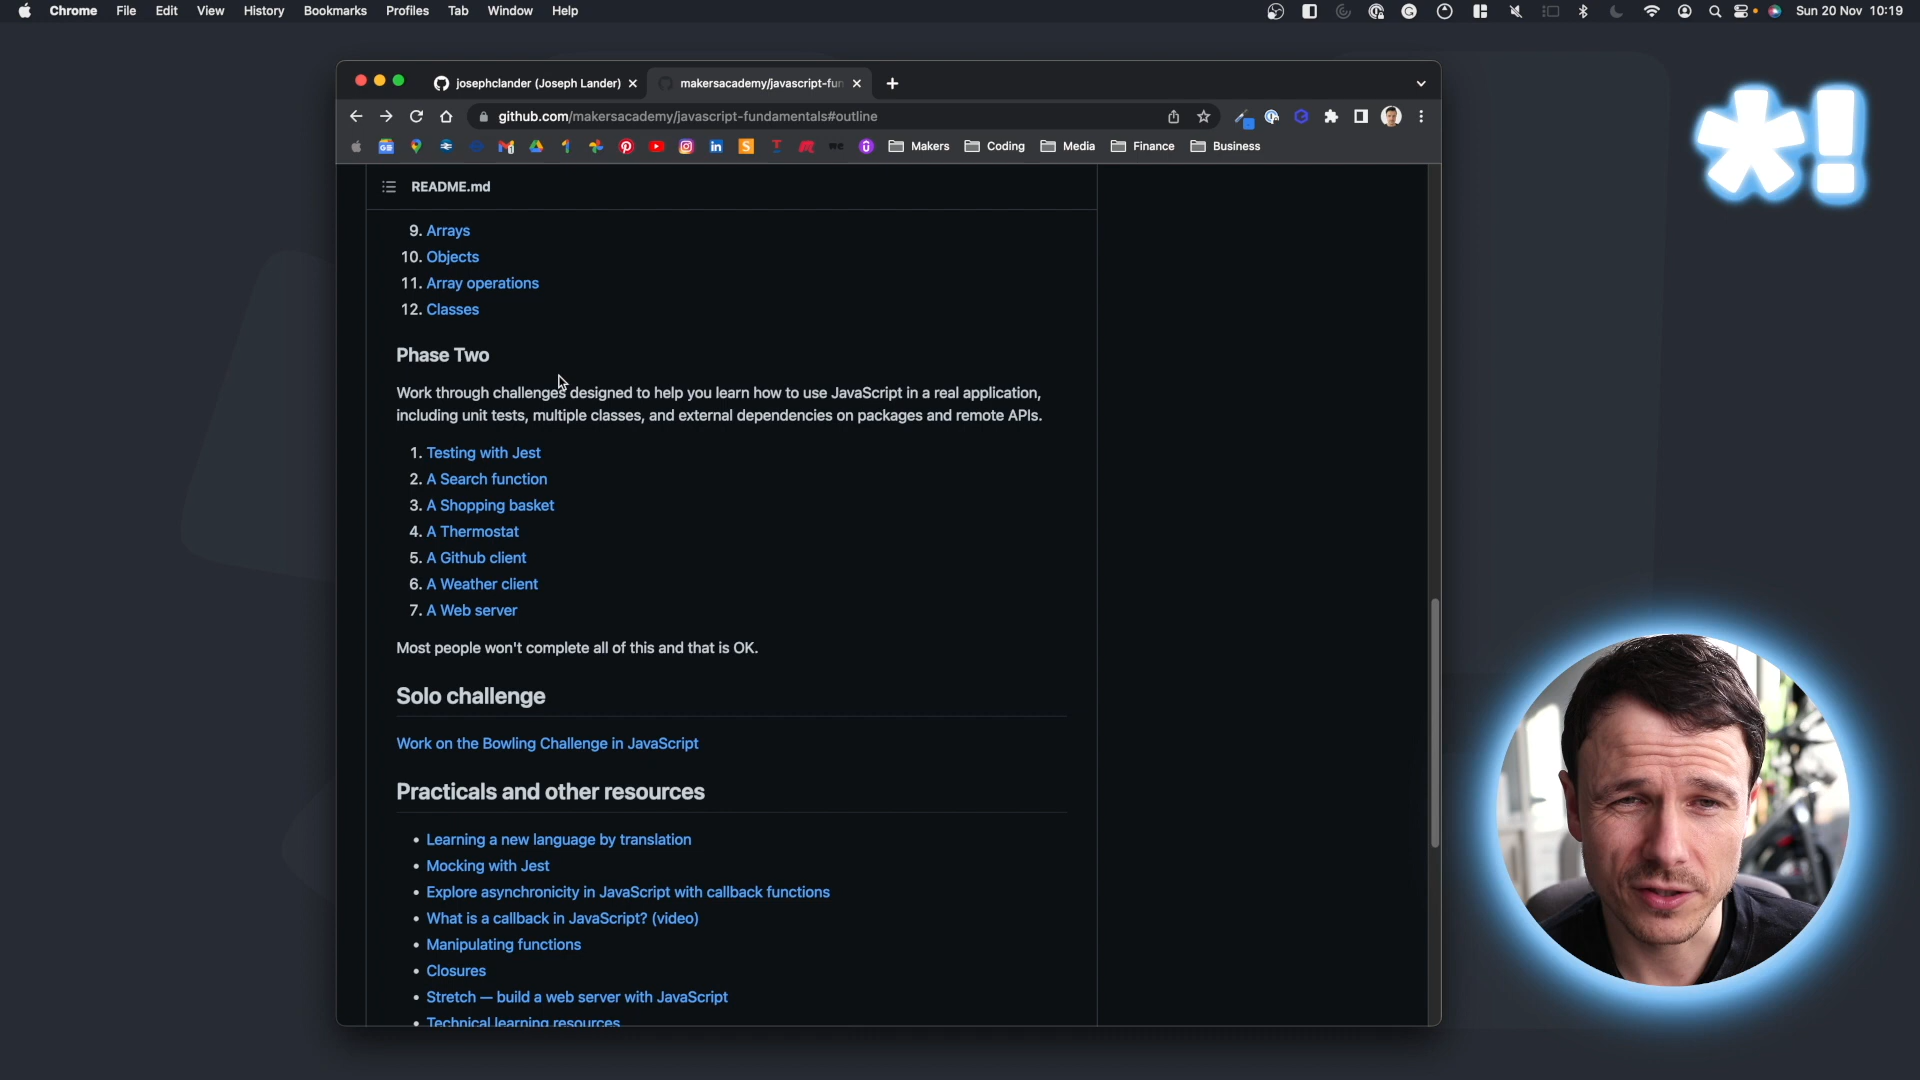 Chrome File Edit View History Bookmarks Profiles Tab Window Help
Sun 20 Nov 10:19
josephclander (Joseph Lander)
makersacademy/javascript-fun
github.com/makersacademy/javascript-fundamentals#outline
Makers Coding Media Finance Business
README.md
9. Arrays
10. Objects
11. Array operations
12. Classes
Phase Two
Work through challenges designed to help you learn how to use JavaScript in a real application,
including unit tests, multiple classes, and external dependencies on packages and remote APIs.
1. Testing with Jest
2. A Search function
3. A Shopping basket
4. A Thermostat
5. A Github client
6. A Weather client
7. A Web server
Most people won't complete all of this and that is OK.
Solo challenge
Work on the Bowling Challenge in JavaScript
Practicals and other resources
• Learning a new language by translation
• Mocking with Jest
• Explore asynchronicity in JavaScript with callback functions
• What is a callback in JavaScript? (video)
• Manipulating functions
• Closures
• Stretch — build a web server with JavaScript
• Technical learning resources
*!